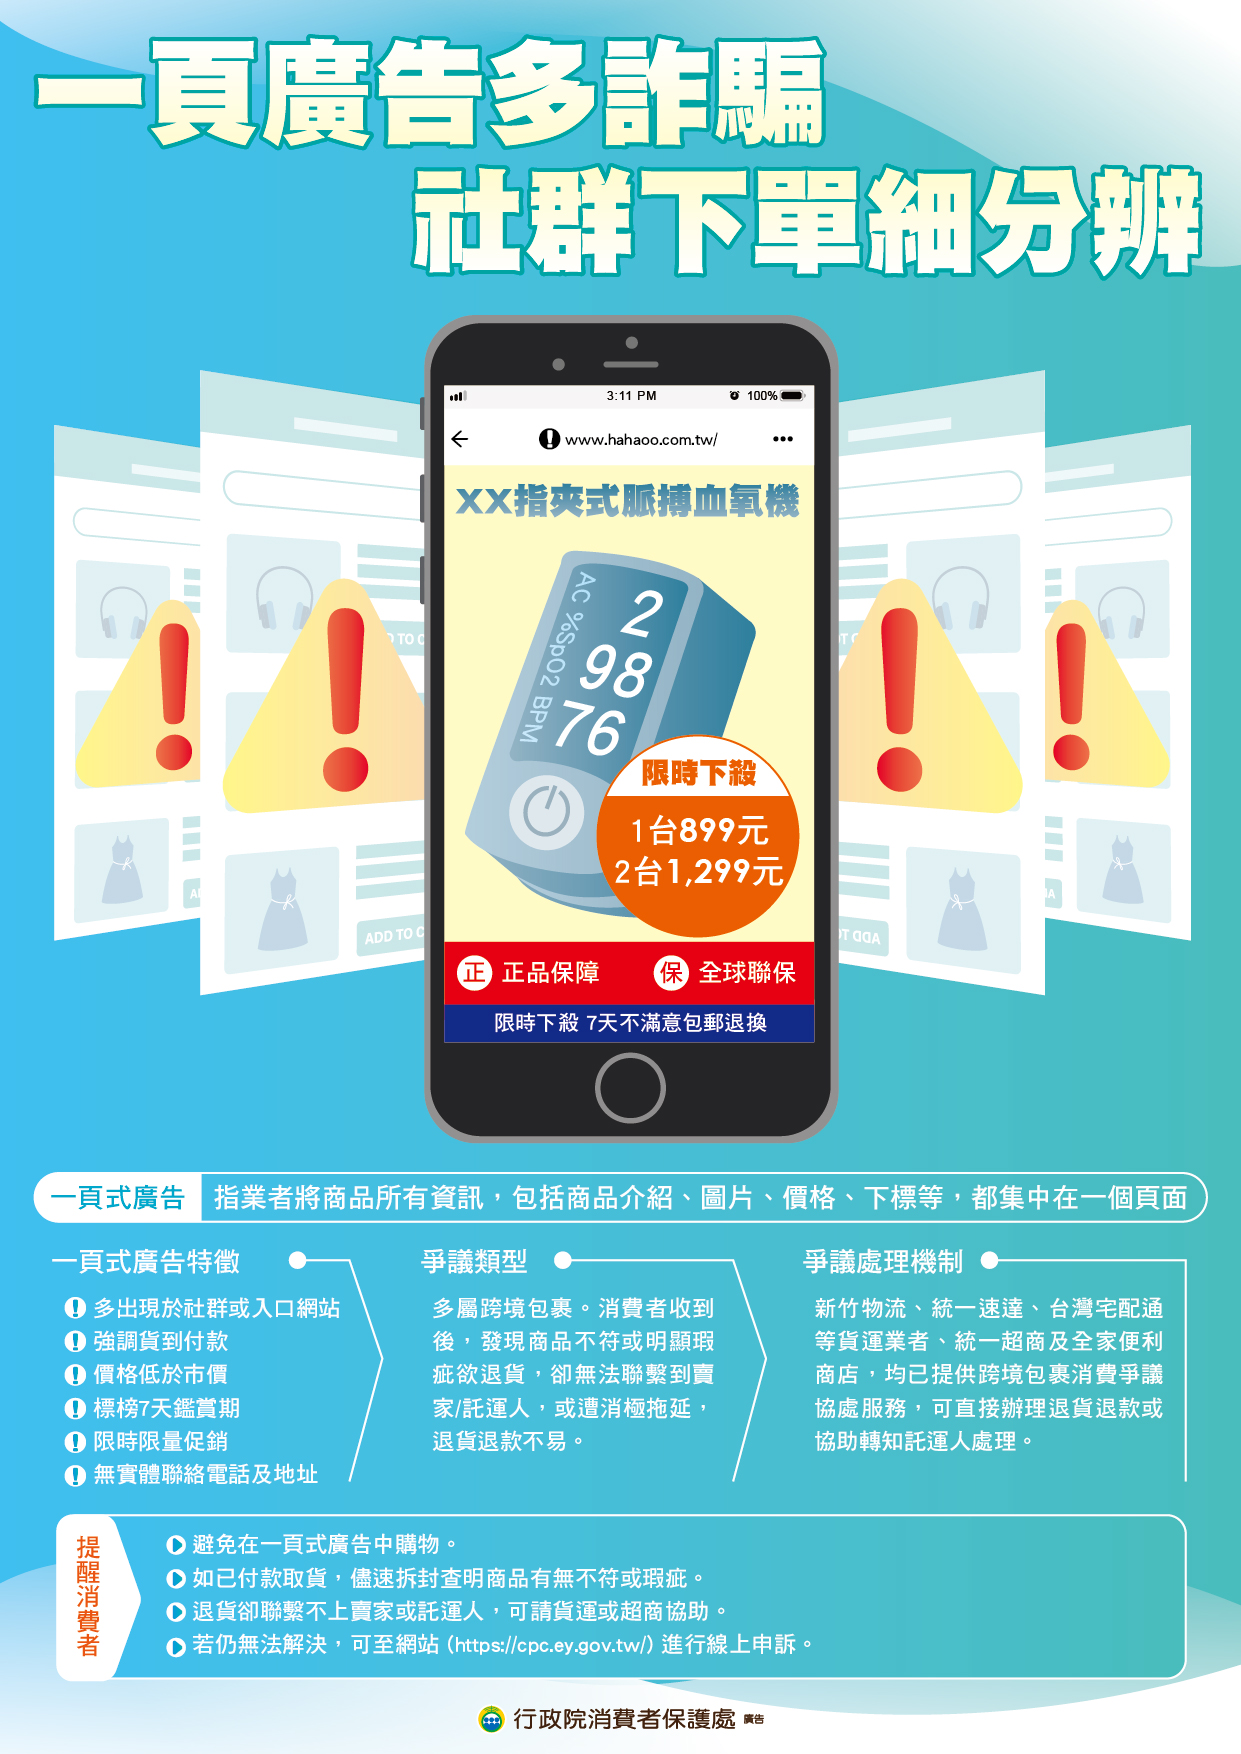 一頁廣告多詐騙
社群下單細分辨
3:11 PM
100%
www.hahaoo.com.tw/
XX指夾式脈搏血氧機
AC %SpO2 BPM
2
98
76
限時下殺
1台899元
2台1,299元
正 正品保障
保 全球聯保
限時下殺 7天不滿意包郵退換
ADD TO C
一頁式廣告 指業者將商品所有資訊，包括商品介紹、圖片、價格、下標等，都集中在一個頁面
一頁式廣告特徵
多出現於社群或入口網站
強調貨到付款
價格低於市價
標榜7天鑑賞期
限時限量促銷
無實體聯絡電話及地址
爭議類型
多屬跨境包裹。消費者收到
後，發現商品不符或明顯瑕
疵欲退貨，卻無法聯繫到賣
家/託運人，或遭消極拖延，
退貨退款不易。
爭議處理機制
新竹物流、統一速達、台灣宅配通
等貨運業者、統一超商及全家便利
商店，均已提供跨境包裹消費爭議
協處服務，可直接辦理退貨退款或
協助轉知託運人處理。
提醒消費者
避免在一頁式廣告中購物。
如已付款取貨，儘速拆封查明商品有無不符或瑕疵。
退貨卻聯繫不上賣家或託運人，可請貨運或超商協助。
若仍無法解決，可至網站（https://cpc.ey.gov.tw/）進行線上申訴。
行政院消費者保護處 廣告